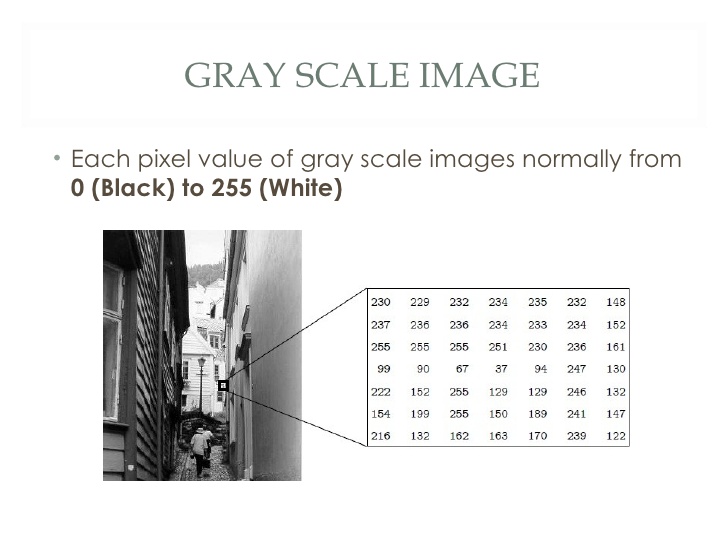 GRAY SCALE IMAGE
• Each pixel value of gray scale images normally from
0 (Black) to 255 (White)
230 229 232 234 235 232 148
237 236 236 234 233 234 152
255 255 255 251 230 236 161
99 90 67 37 94 247 130
222 152 255 129 129 246 132
154 199 255 150 189 241 147
216 132 162 163 170 239 122